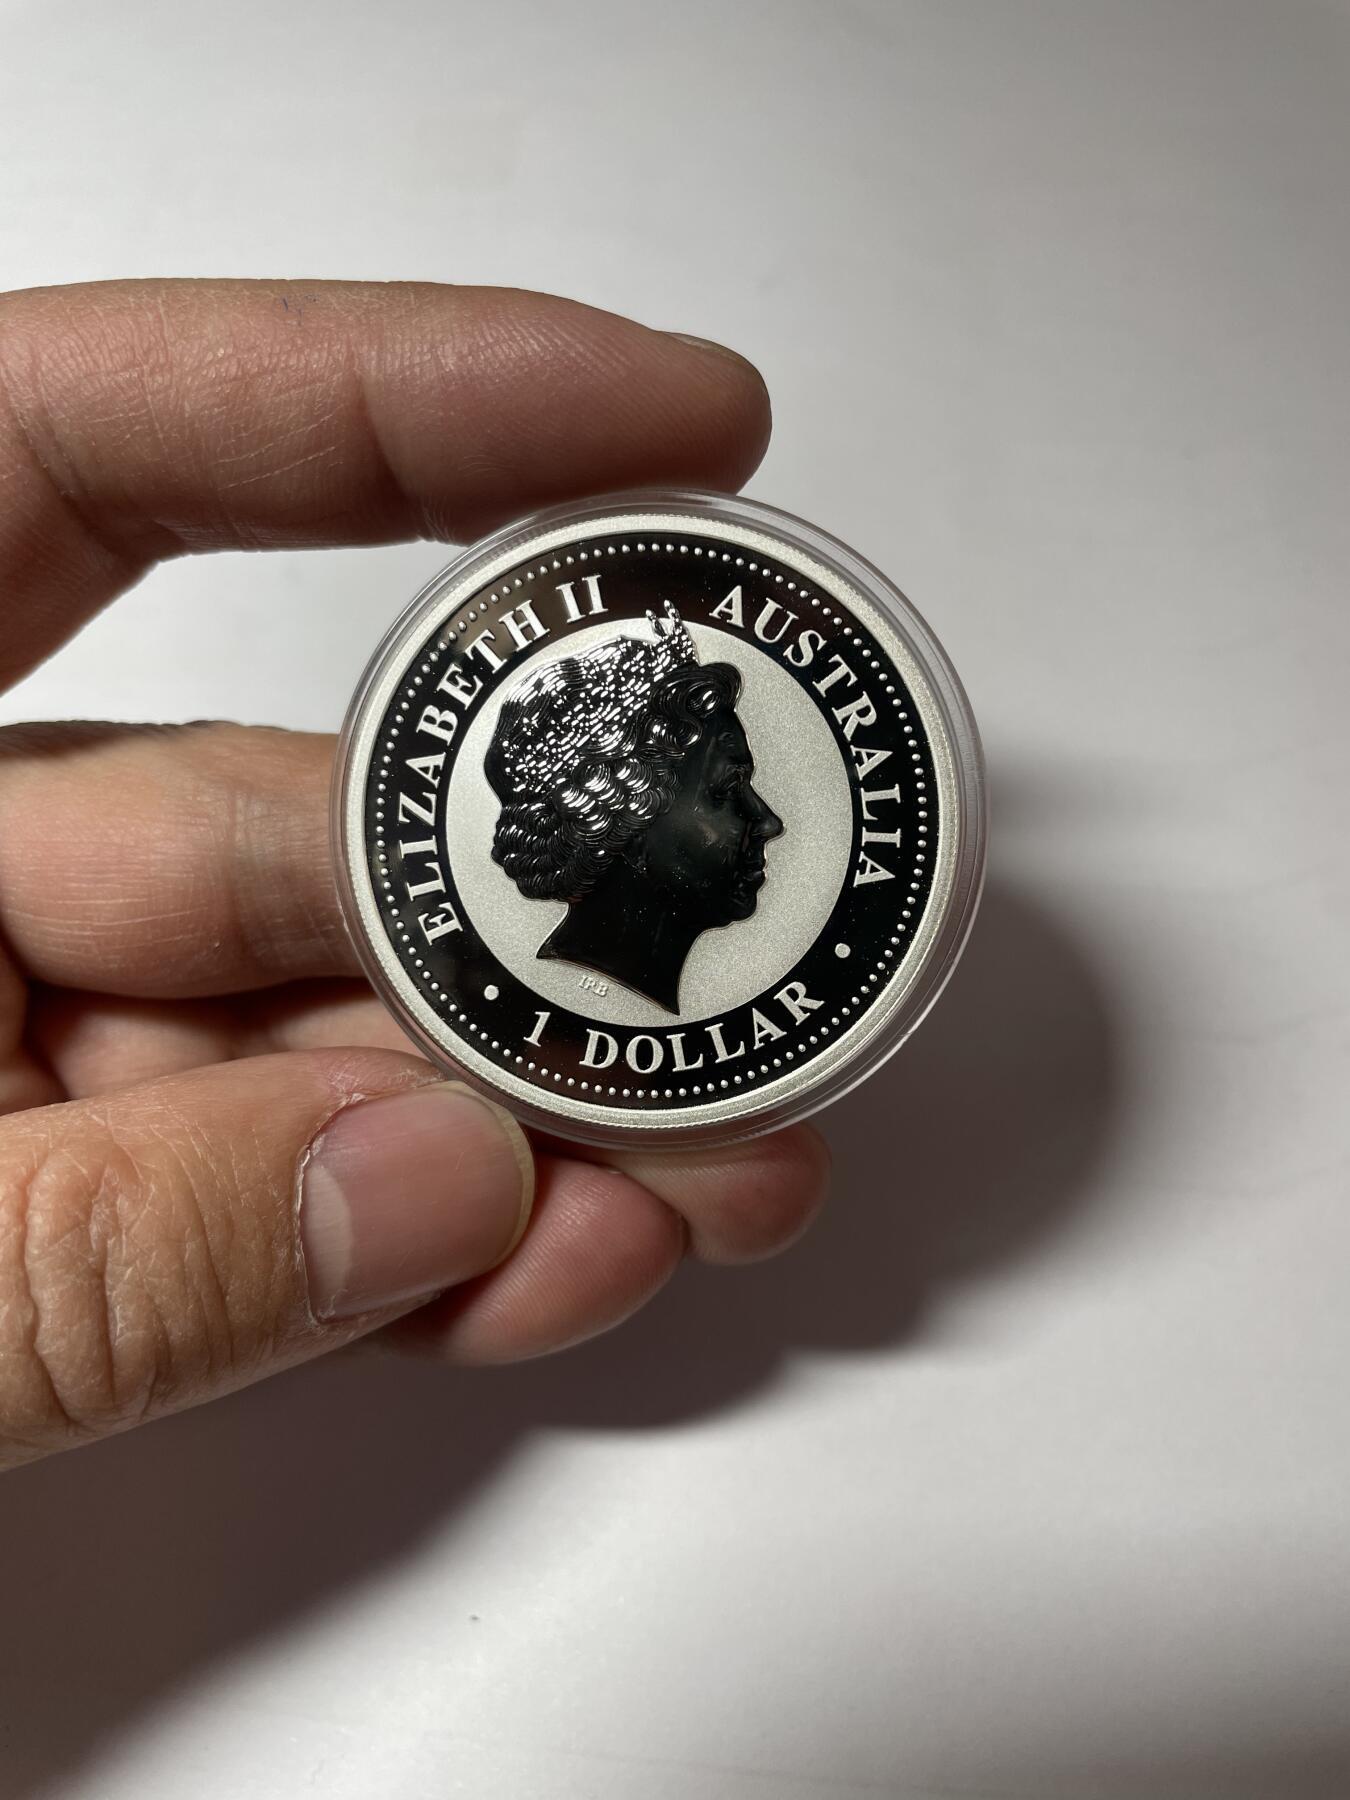 ELIZABETH II
AUSTRALIA
IRB
• 1 DOLLAR •